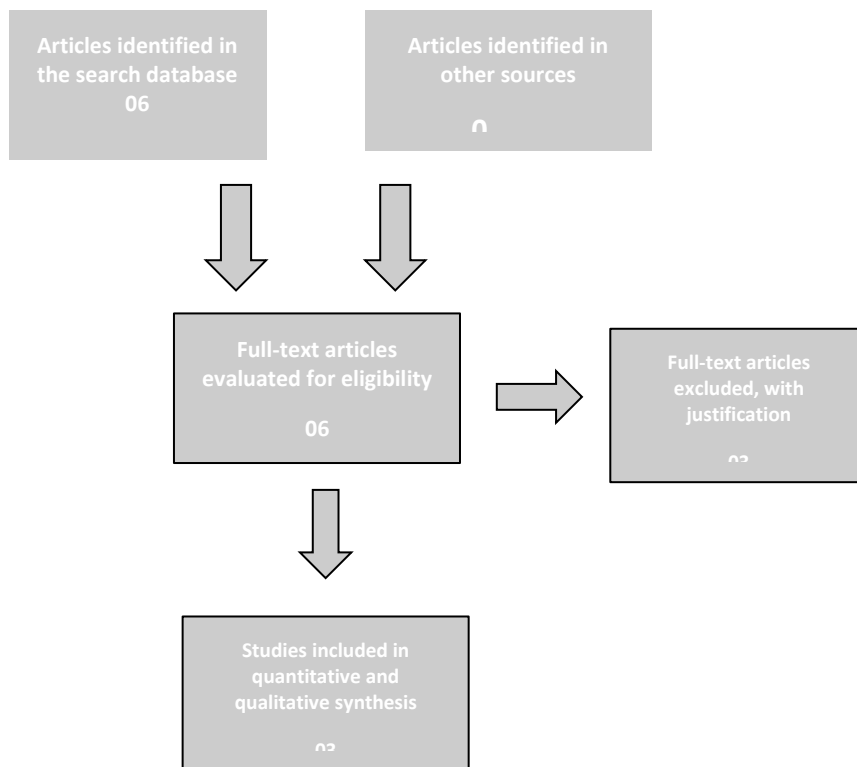 Articles identified in
the search database
06
Articles identified in
other sources
Full-text articles
evaluated for eligibility
06
Full-text articles
excluded, with
justification
Studies included in
quantitative and
qualitative synthesis